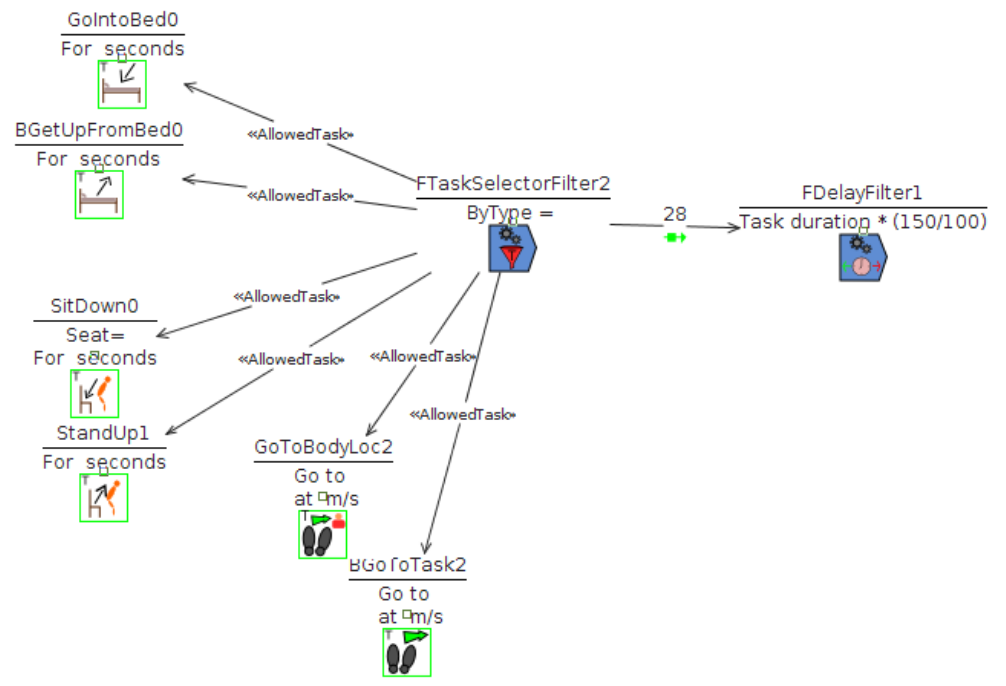 GoIntoBed0
For seconds
T
«AllowedTask»
BGetUpFromBed0
For seconds
T
«AllowedTask»
FTaskSelectorFilter2
ByType =
28
FDelayFilter1
Task duration * (150/100)
«AllowedTask»
SitDown0
Seat=
For seconds
T
«AllowedTask»
«AllowedTask»
«AllowedTask»
StandUp1
For seconds
T
GoToBodyLoc2
Go to
at m/s
T
BGoToTask2
Go to
at m/s
T